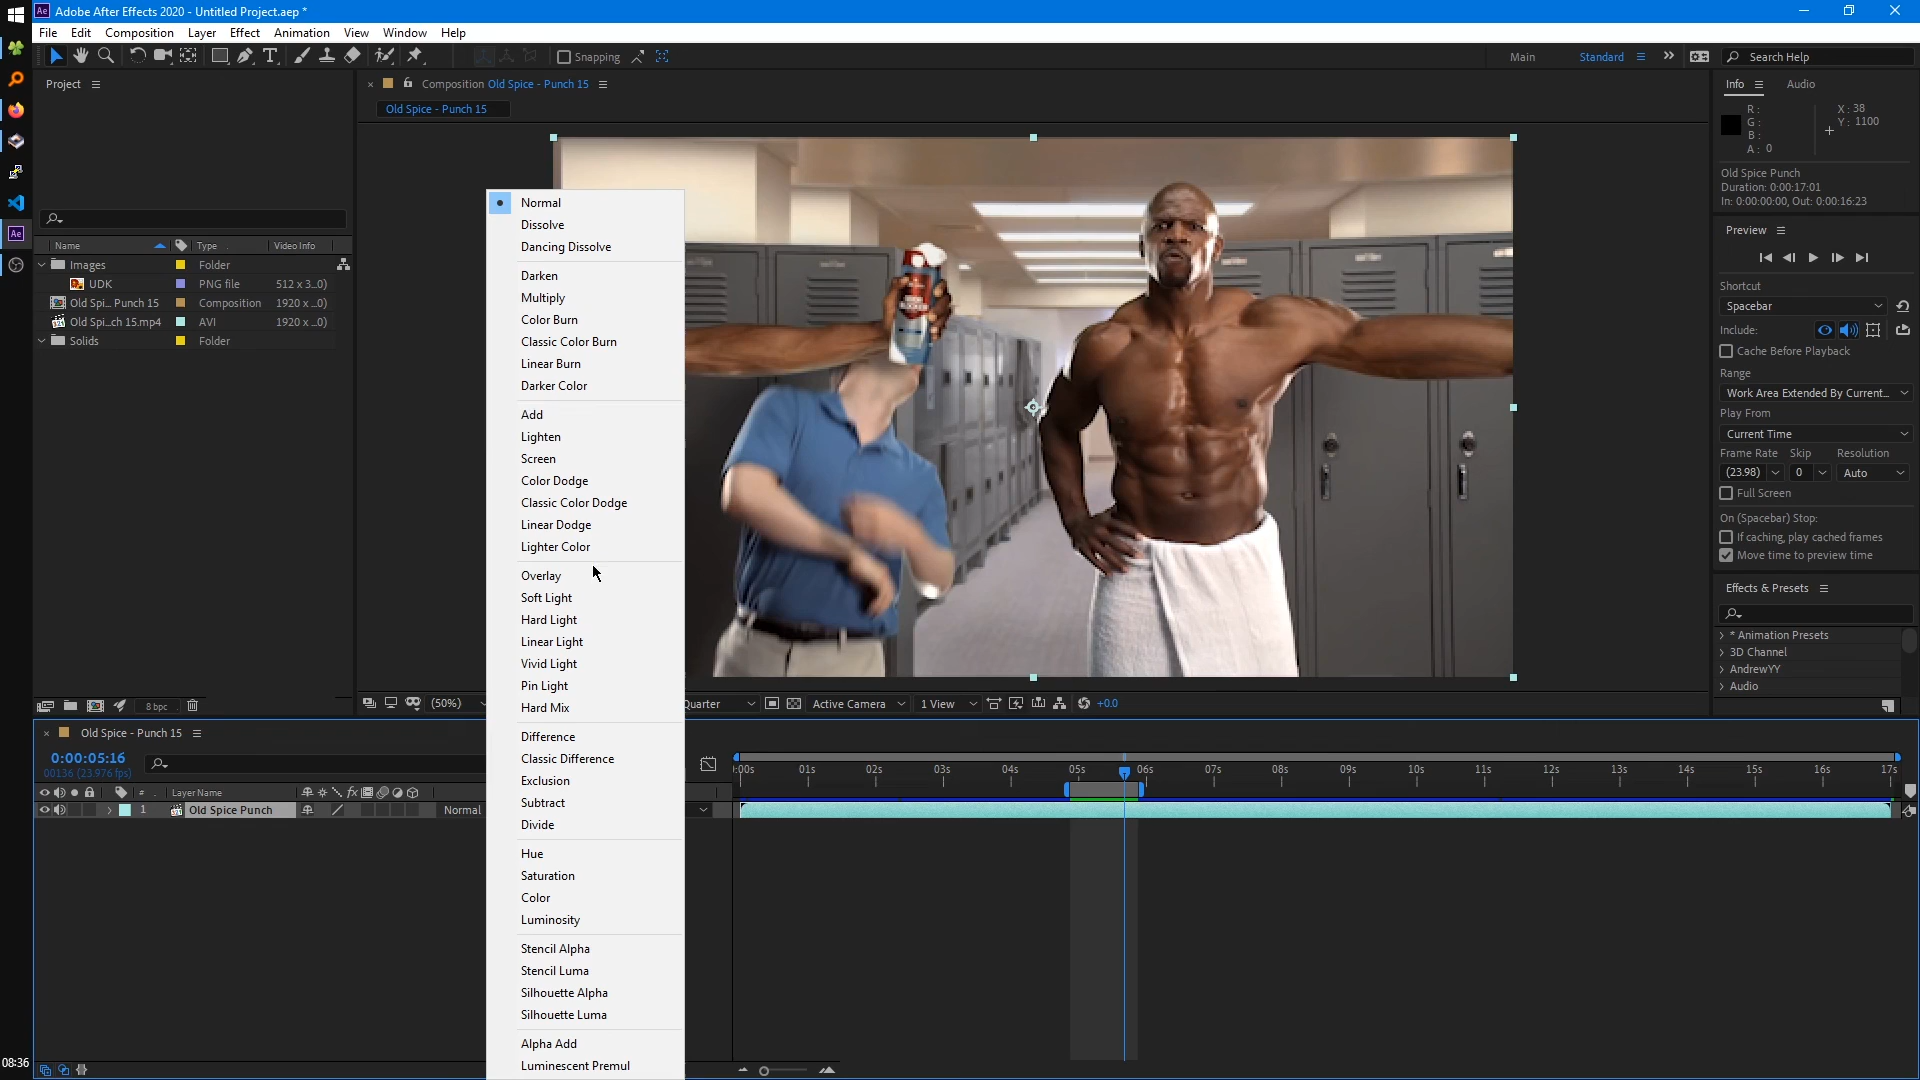 Ae Adobe After Effects 2020 - Untitled Project.aep *
File Edit Composition Layer Effect Animation View Window Help
Snapping
Main Standard Search Help
Project
Composition Old Spice - Punch 15
Old Spice - Punch 15
Info Audio
R: X: 38
G: Y: 1100
B:
A: 0
Old Spice Punch
Duration: 0:00:17:01
In: 0:00:00:00, Out: 0:00:16:23
Preview
Shortcut
Spacebar
Include:
Cache Before Playback
Range
Work Area Extended By Current...
Play From
Current Time
Frame Rate Skip Resolution
(23.98) 0 Auto
Full Screen
On (Spacebar) Stop:
If caching, play cached frames
Move time to preview time
Effects & Presets
* Animation Presets
3D Channel
AndrewYY
Audio
Name Type Video Info
Images Folder
UDK PNG file 512 x 3...0)
Old Spi... Punch 15 Composition 1920 x ...0)
Old Spi...ch 15.mp4 AVI 1920 x ...0)
Solids Folder
8 bpc
Normal
Dissolve
Dancing Dissolve
Darken
Multiply
Color Burn
Classic Color Burn
Linear Burn
Darker Color
Add
Lighten
Screen
Color Dodge
Classic Color Dodge
Linear Dodge
Lighter Color
Overlay
Soft Light
Hard Light
Linear Light
Vivid Light
Pin Light
Hard Mix
Difference
Classic Difference
Exclusion
Subtract
Divide
Hue
Saturation
Color
Luminosity
Stencil Alpha
Stencil Luma
Silhouette Alpha
Silhouette Luma
Alpha Add
Luminescent Premul
(50%) Quarter Active Camera 1 View +0.0
Old Spice - Punch 15
0:00:05:16
00136 (23.976 fps)
# Layer Name
1 Old Spice Punch Normal
:00s 01s 02s 03s 04s 05s 06s 07s 08s 09s 10s 11s 12s 13s 14s 15s 16s 17s
Ae
08:36